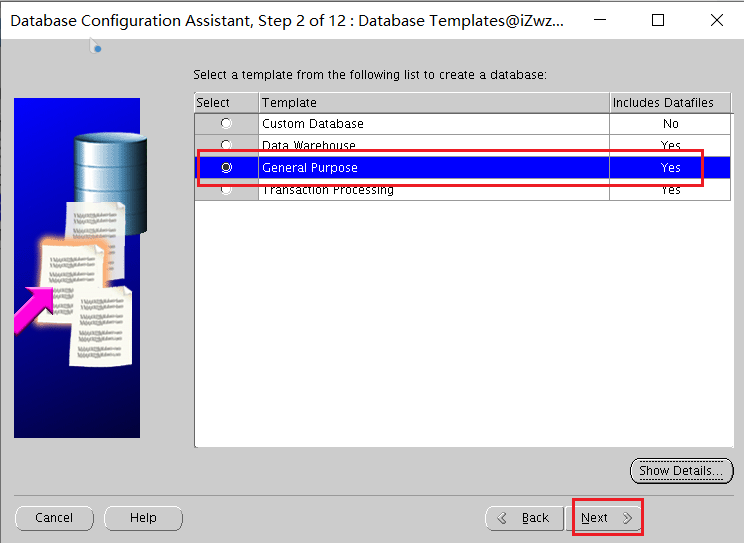 Database Configuration Assistant, Step 2 of 12 : Database Templates@iZwz...
Select a template from the following list to create a database:
Select Template Includes Datafiles
Custom Database No
Data Warehouse Yes
General Purpose Yes
Transaction Processing Yes
Show Details...
Cancel Help Back Next